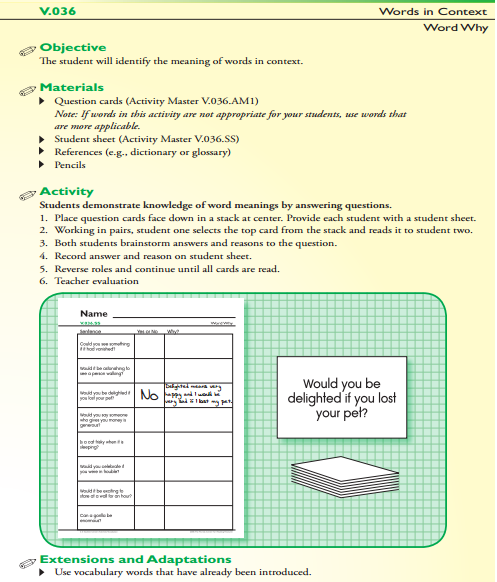 V.036
Words in Context
Word Why
Objective
The student will identify the meaning of words in context.
Materials
Question cards (Activity Master V.036.AM1)
Note: If words in this activity are not appropriate for your students, use words that
are more applicable.
Student sheet (Activity Master V.036.SS)
References (e.g., dictionary or glossary)
Pencils
Activity
Students demonstrate knowledge of word meanings by answering questions.
1. Place question cards face down in a stack at center. Provide each student with a student sheet.
2. Working in pairs, student one selects the top card from the stack and reads it to student two.
3. Both students brainstorm answers and reasons to the question.
4. Record answer and reason on student sheet.
5. Reverse roles and continue until all cards are read.
6. Teacher evaluation
Name
V.036.SS
Word Why
Sentence Yes or No Why?
Could you see something
if it had vanished?
Would it be astonishing to
see a person walking?
Would you be delighted if
you lost your pet?
No
Delighted means very
happy and I would be
very sad if I lost my pet.
Would you say someone
who gives you money is
generous?
Is a cat frisky when it is
sleeping?
Would you celebrate if
you were in trouble?
Would it be exciting to
stare at a wall for an hour?
Can a gorilla be
enormous?
Would you be
delighted if you lost
your pet?
Extensions and Adaptations
Use vocabulary words that have already been introduced.